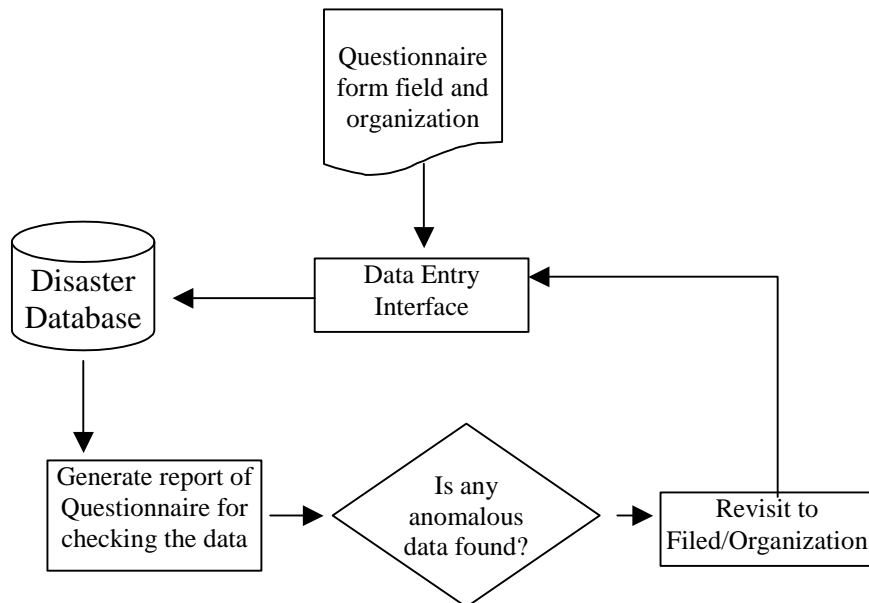 Questionnaire
form field and
organization
Data Entry
Interface
Disaster
Database
Generate report of
Questionnaire for
checking the data
Is any
anomalous
data found?
Revisit to
Filed/Organization